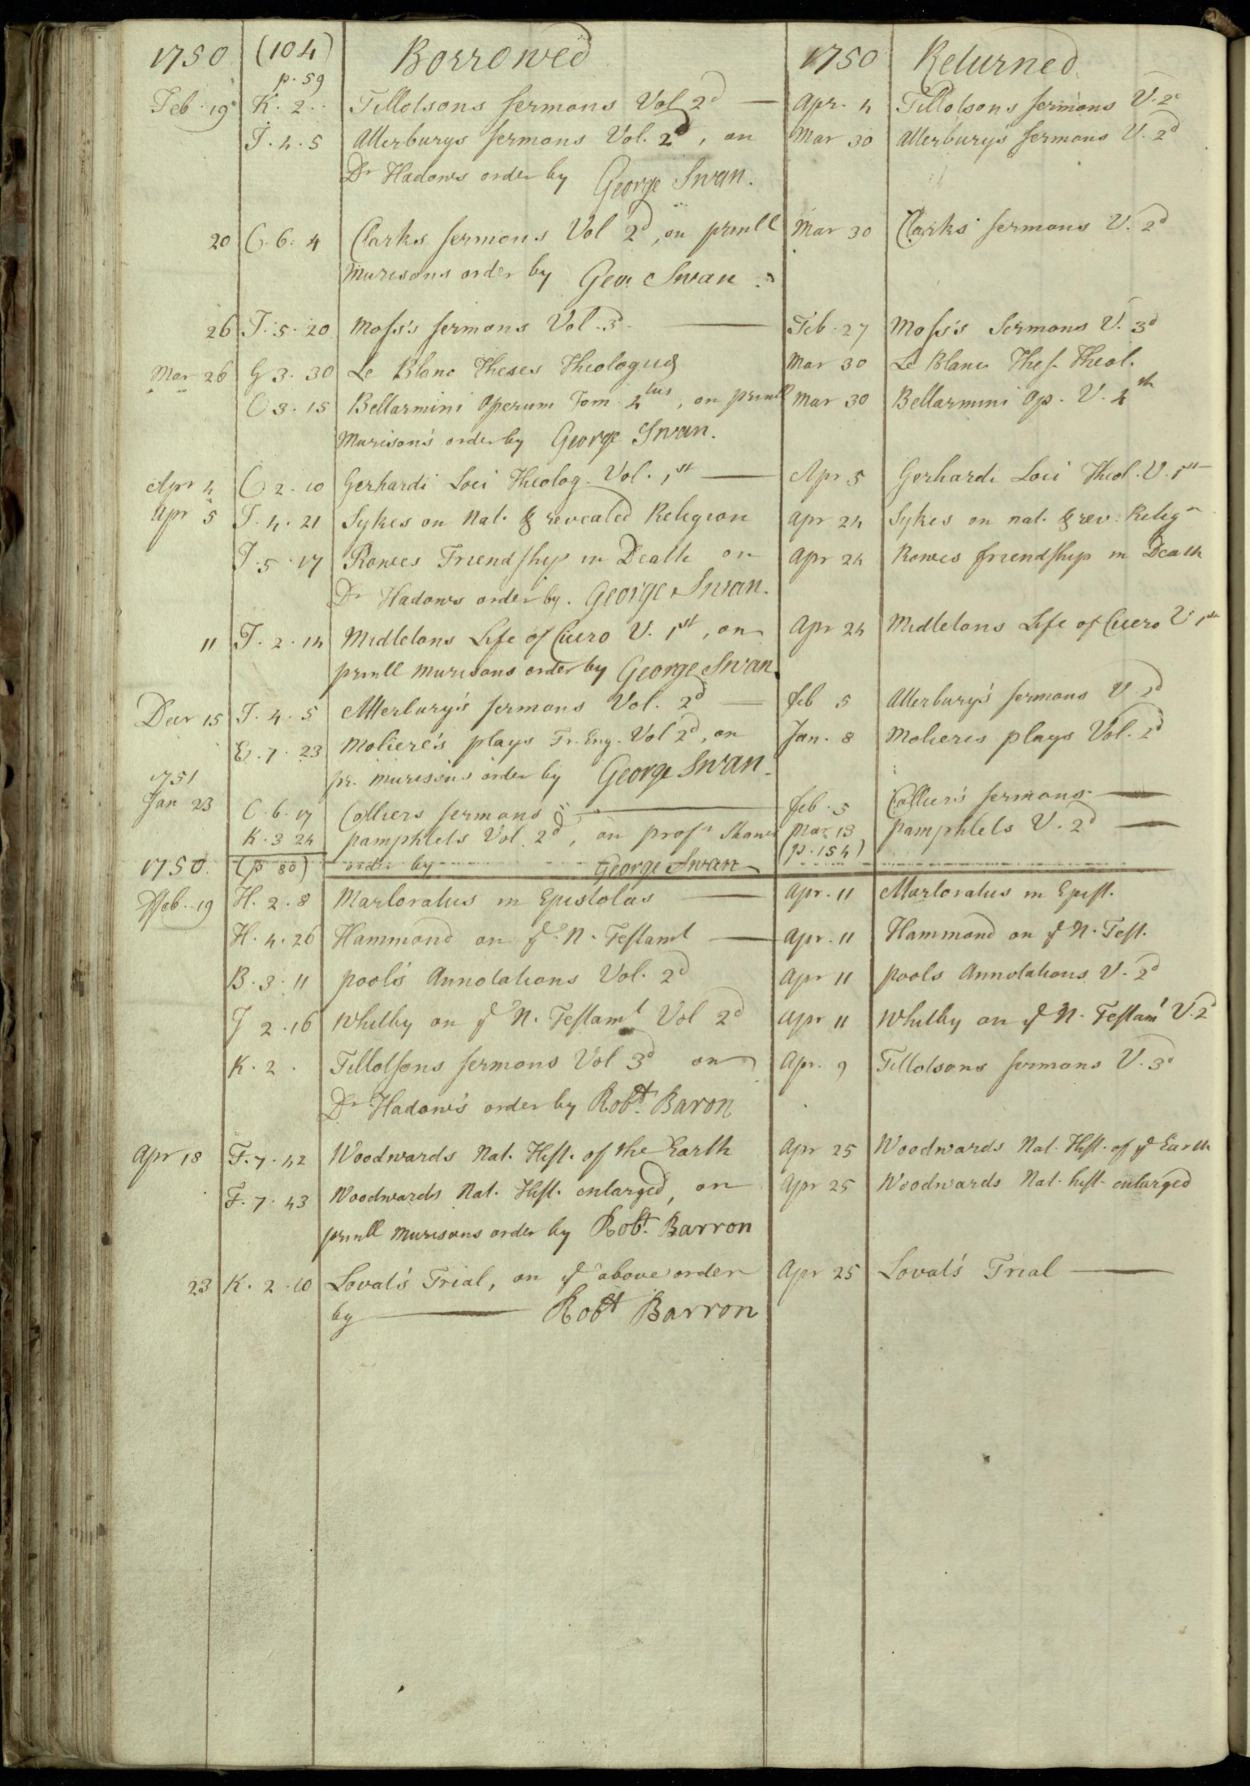 1750 (104) Borrowed 1750 Returned
p. 59
Feb. 19 K. 2. Tillotsons sermons Vol 2d — Apr. 4 Tillotsons sermons V. 2d
T. 4. 5 Atterburys sermons Vol. 2d, on Mar 30 Atterburys sermons V. 2d
Dr Hadows order by George Swan.
20 C. 6. 4 Clarks sermons Vol 2d, on prinll Mar 30 Clarks sermons V. 2d
Murisons order by Geor Swan
26 T. 5. 20 Moss's sermons Vol. 3d — Feb. 27 Moss's Sermons V. 3d
Mar 26 G 3. 30 Le Blanc Theses Theologicæ Mar 30 Le Blanc Thes. Theol.
C 3. 15 Bellarmini Operum Tom. 4tus, on prinll Mar 30 Bellarmini Op. V. 4th
Murison's order by George Swan.
Apr 4 C 2. 10 Gerhardi Loci Theolog. Vol. 1st — Apr 5 Gerhardi Loci Theol. V. 1st
Apr 5 T. 4. 21 Sykes on Nat. & revealed Religion Apr 24 Sykes on nat. & rev: Relign
T. 5. 17 Rowes Friendship in Death on Apr 24 Rowes friendship in Death
Dr Hadows order by. George Swan.
11 T. 2. 14 Midletons Life of Cicero V. 1st, on Apr 24 Midletons Life of Cicero V 1st
prinll Murisons order by George Swan.
Decr 15 T. 4. 5 Atterbury's sermons Vol. 2d — feb 5 Atterbury's sermons V. 2d
E. 7. 23 Moliere's plays Fr. Eng. Vol 2d, on Jan. 8 Molieres plays Vol. 2d
pr. Murisons order by George Swan.
1751
Jan 23 C. 6. 17 Colliers sermons — feb. 5 Collier's sermons —
K. 3 24 pamphlets Vol. 2d, on profr Shaws Mar 13 pamphlets V. 2d —
1750 (p 80) order by George Swan (p. 154)
Feb. 19 H. 2. 8 Marloratus in Epistolas — Apr. 11 Marloratus in Epist.
H. 4. 26 Hammond on ye N. Testamt — Apr. 11 Hammond on ye N. Test.
B. 3. 11 pool's Annotations Vol. 2d Apr 11 pools Annotations V. 2d
J 2. 16 Whitby on ye N. Testamt Vol 2d Apr 11 Whitby on ye N. Testamt V. 2d
K. 2. Tillotsons sermons Vol 3d on Apr. 9 Tillotsons sermons V. 3d
Dr Hadow's order by Robt. Baron
Apr 18 F. 7. 42 Woodwards Nat. Hist. of the Earth Apr 25 Woodwards Nat. Hist. of ye Earth
F. 7. 43 Woodwards Nat. Hist. enlarged, on Apr 25 Woodwards Nat. hist. enlarged
prinll Murisons order by Robt. Barron
23 K. 2. 10 Lovat's Trial, on ye above order Apr 25 Lovat's Trial —
by — Robt Barron